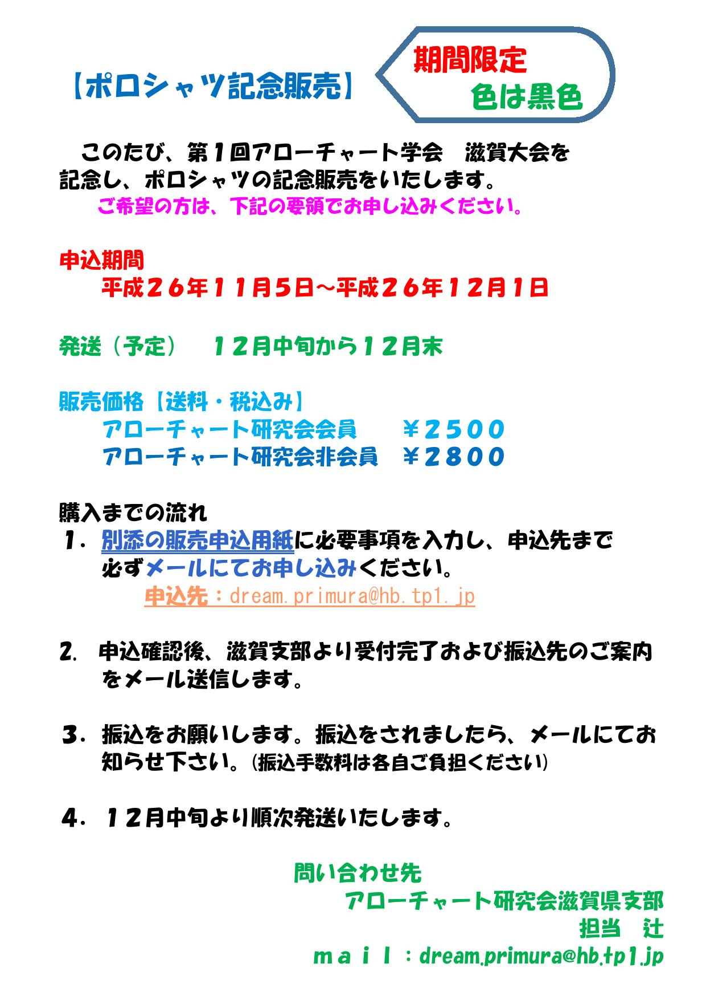 【ポロシャツ記念販売】
期間限定
色は黒色
このたび、第１回アローチャート学会　滋賀大会を
記念し、ポロシャツの記念販売をいたします。
ご希望の方は、下記の要領でお申し込みください。
申込期間
平成２６年１１月５日～平成２６年１２月１日
発送（予定）　１２月中旬から１２月末
販売価格【送料・税込み】
アローチャート研究会会員　　￥２５００
アローチャート研究会非会員　￥２８００
購入までの流れ
１．別添の販売申込用紙に必要事項を入力し、申込先まで
必ずメールにてお申し込みください。
申込先：dream.primura@hb.tp1.jp
2.　申込確認後、滋賀支部より受付完了および振込先のご案内
をメール送信します。
３．振込をお願いします。振込をされましたら、メールにてお
知らせ下さい。（振込手数料は各自ご負担ください）
４．１２月中旬より順次発送いたします。
問い合わせ先
アローチャート研究会滋賀県支部
担当　辻
ｍａｉｌ：dream.primura@hb.tp1.jp